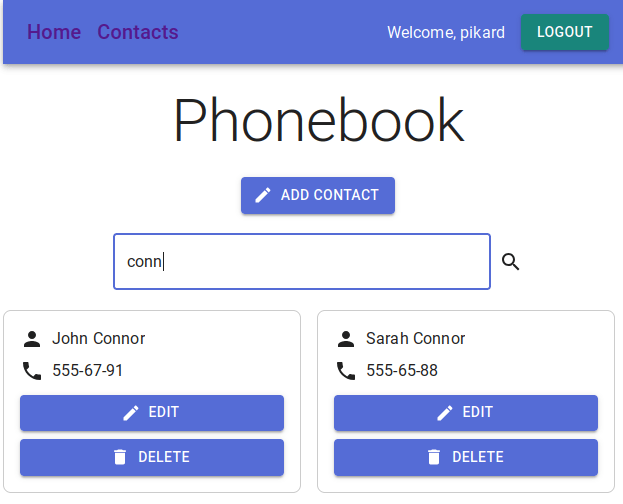 Home Contacts Welcome, pikard LOGOUT
Phonebook
ADD CONTACT
conn
John Connor
555-67-91
EDIT
DELETE
Sarah Connor
555-65-88
EDIT
DELETE